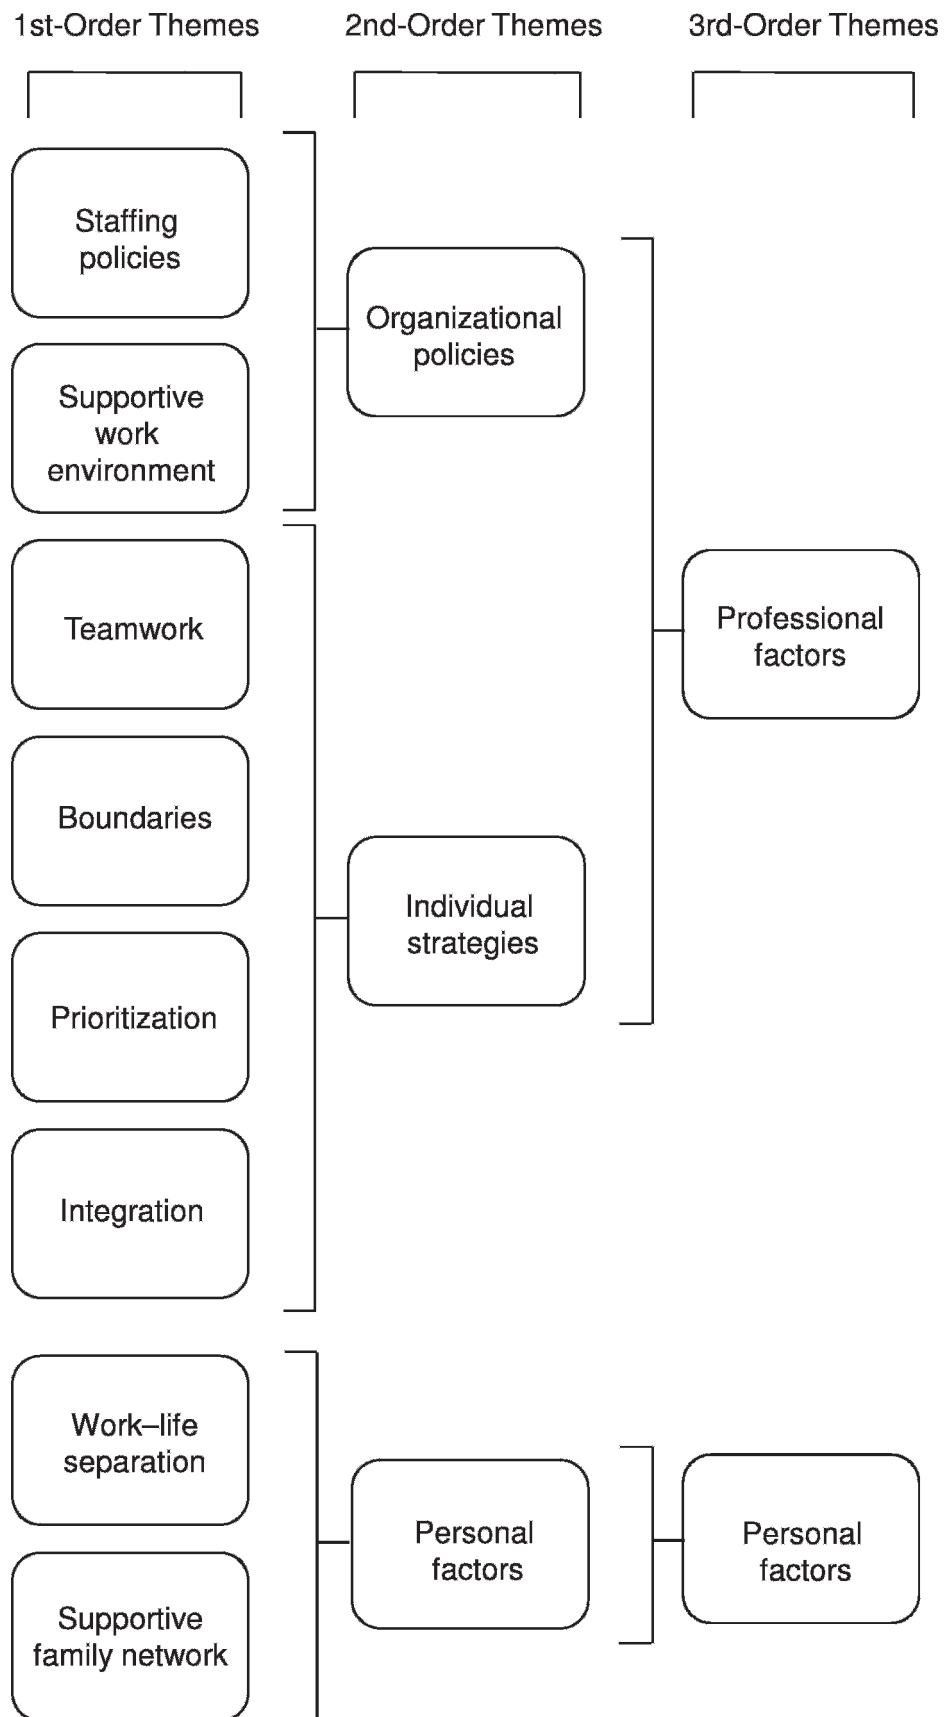 1st-Order Themes
2nd-Order Themes
3rd-Order Themes
Staffing
policies
Supportive
work
environment
Organizational
policies
Teamwork
Boundaries
Prioritization
Integration
Individual
strategies
Professional
factors
Work–life
separation
Supportive
family network
Personal
factors
Personal
factors